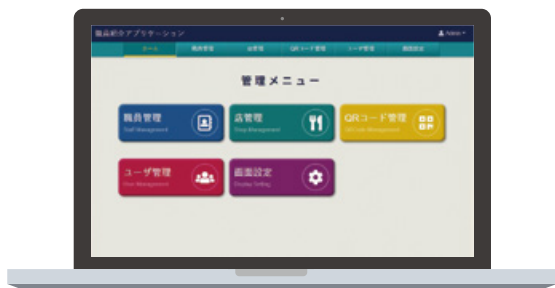 職員紹介アプリケーション
Admin
ホーム 職員管理 店管理 QRコード管理 ユーザ管理 画面設定
管理メニュー
職員管理 店管理 QRコード管理
Staff Management Shop Management
ユーザ管理 画面設定
User Management Display Setting